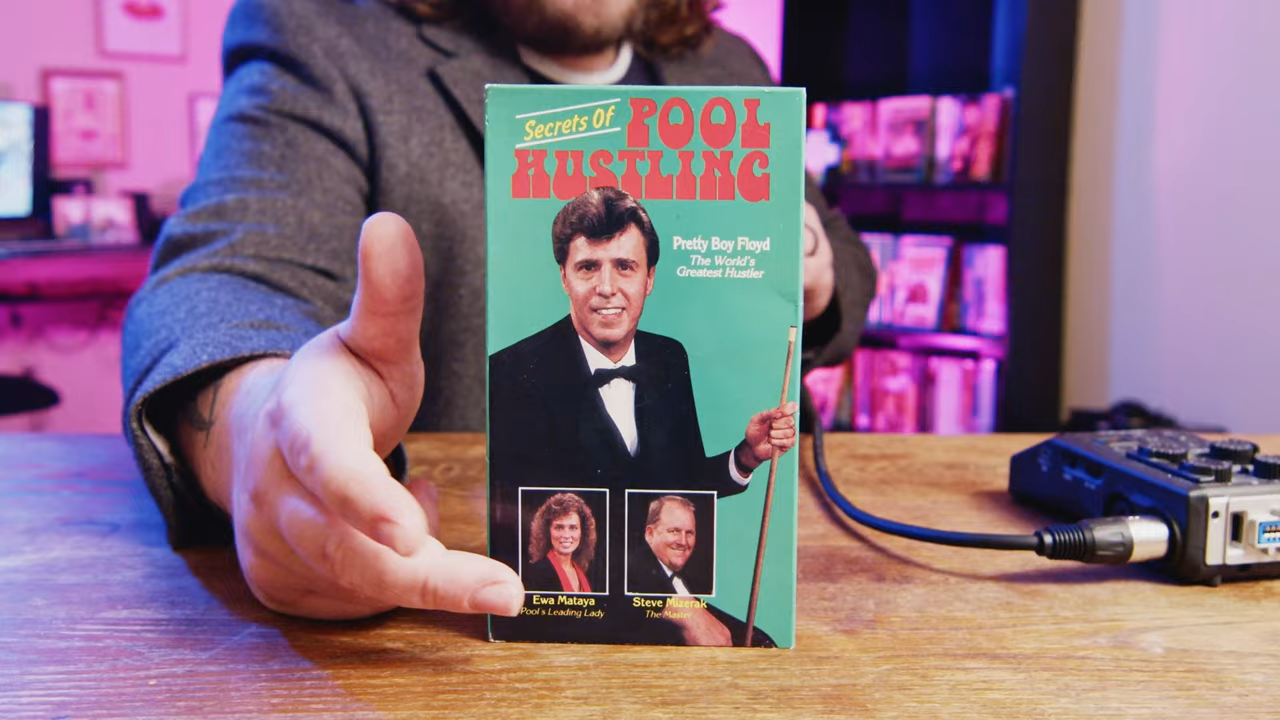 Secrets Of POOL
HUSTLING
Pretty Boy Floyd
The World's
Greatest Hustler
Ewa Mataya
Pool's Leading Lady
Steve Mizerak
The Master